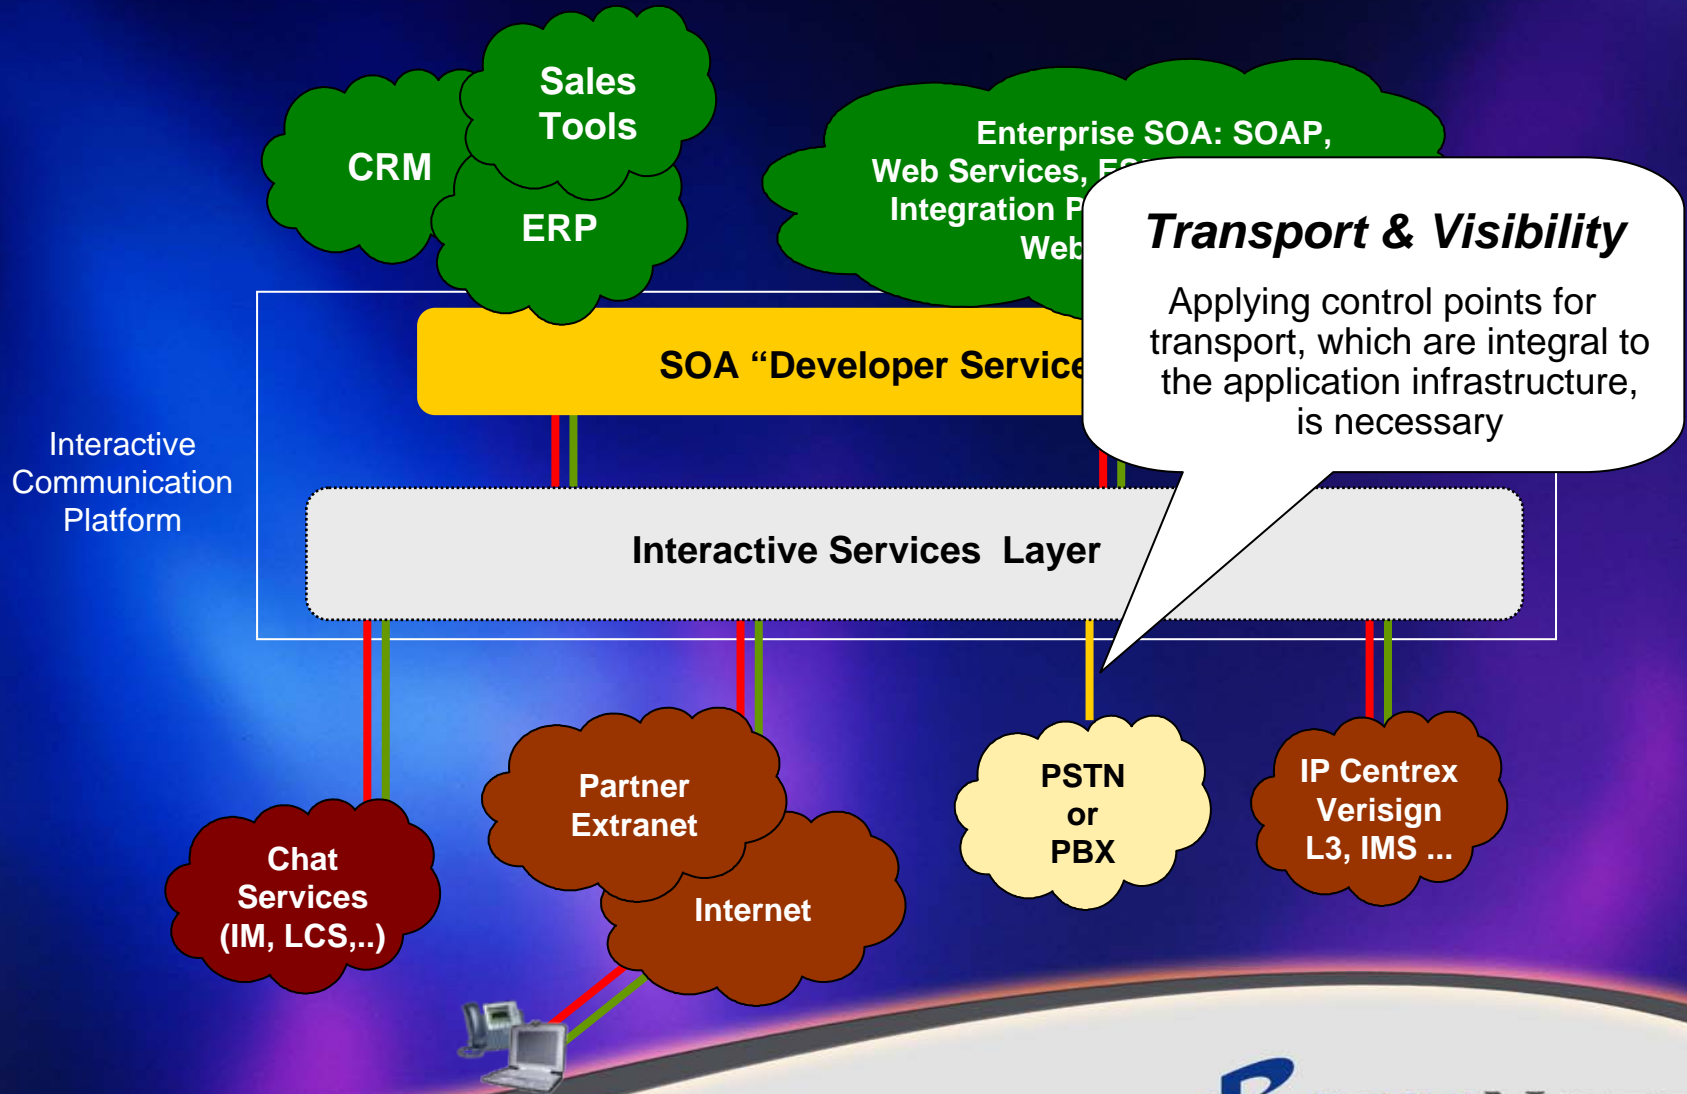 Sales
Tools
CRM
ERP
Enterprise SOA: SOAP,
Web Services,
Integration
Web
Transport & Visibility
Applying control points for
transport, which are integral to
the application infrastructure,
is necessary
SOA “Developer
Interactive
Communication
Platform
Interactive Services Layer
Partner
Extranet
Internet
PSTN
or
PBX
IP Centrex
Verisign
L3, IMS ...
Chat
Services
(IM, LCS,..)